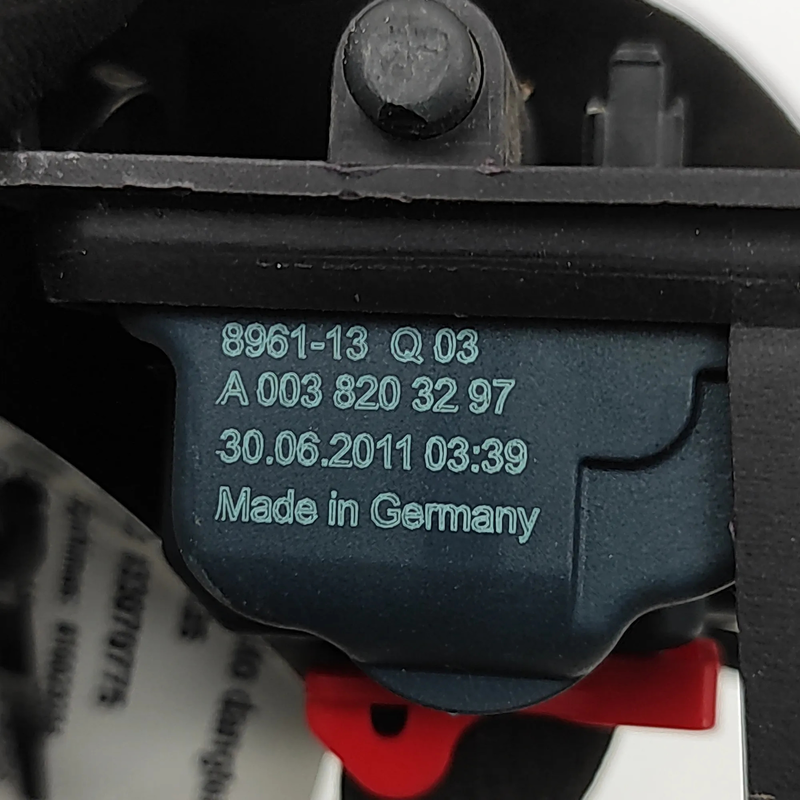 8961-13 Q 03
A 003 820 32 97
30.06.2011 03:39
Made in Germany